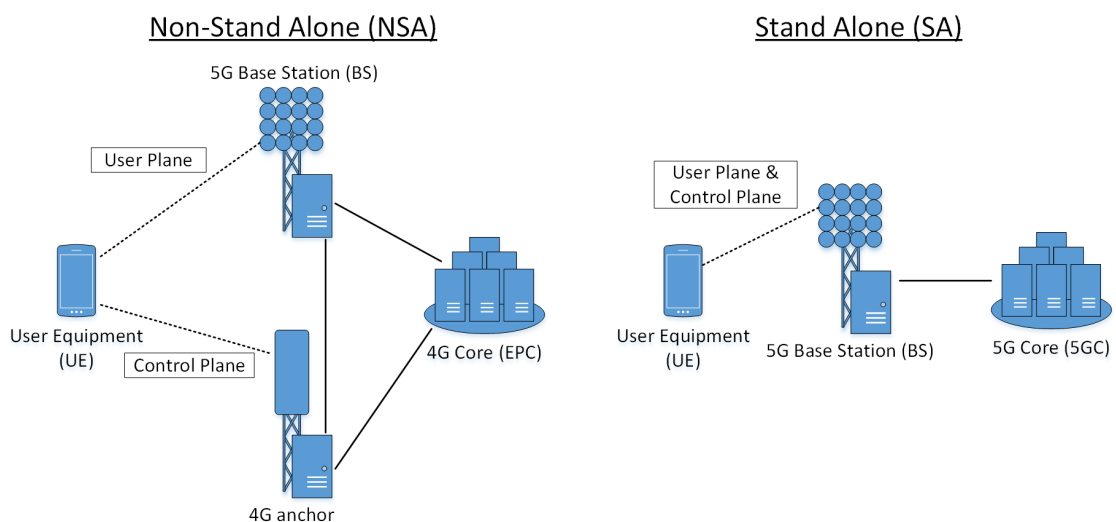 Non-Stand Alone (NSA)
5G Base Station (BS)
User Plane
User Equipment
(UE)
Control Plane
4G Core (EPC)
4G anchor
Stand Alone (SA)
User Plane &
Control Plane
User Equipment
(UE)
5G Base Station (BS)
5G Core (5GC)